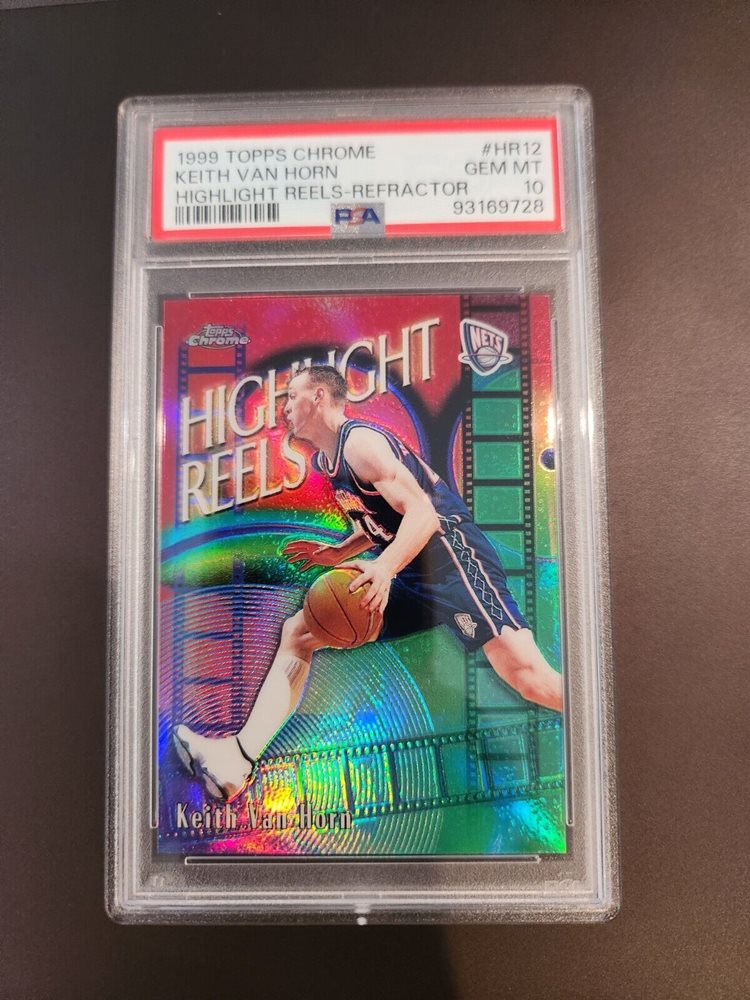 1999 TOPPS CHROME #HR12
KEITH VAN HORN GEM MT
HIGHLIGHT REELS-REFRACTOR 10
PSA 93169728
Topps
Chrome
NETS
HIGHLIGHT
REELS
4
Keith Van Horn